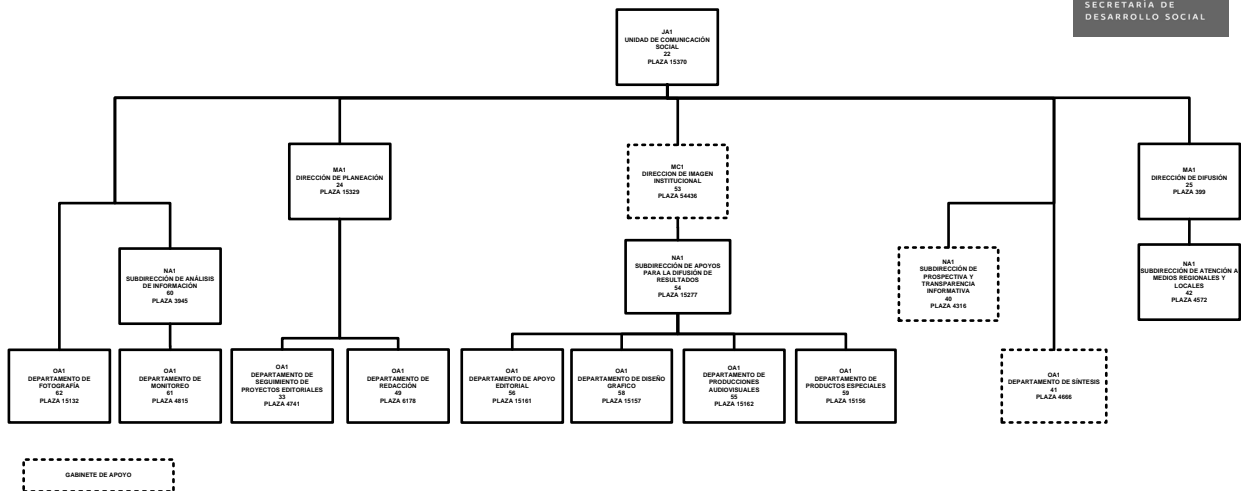 SECRETARÍA DE
DESARROLLO SOCIAL
JA1
UNIDAD DE COMUNICACIÓN
SOCIAL
22
PLAZA 15370
MA1
DIRECCIÓN DE PLANEACIÓN
24
PLAZA 15329
MC1
DIRECCION DE IMAGEN
INSTITUCIONAL
53
PLAZA 54436
MA1
DIRECCIÓN DE DIFUSIÓN
25
PLAZA 399
NA1
SUBDIRECCIÓN DE ANÁLISIS
DE INFORMACIÓN
60
PLAZA 3945
NA1
SUBDIRECCIÓN DE APOYOS
PARA LA DIFUSIÓN DE
RESULTADOS
54
PLAZA 15277
NA1
SUBDIRECCIÓN DE
PROSPECTIVA Y
TRANSPARENCIA
INFORMATIVA
40
PLAZA 4316
NA1
SUBDIRECCIÓN DE ATENCIÓN A
MEDIOS REGIONALES Y
LOCALES
42
PLAZA 4572
OA1
DEPARTAMENTO DE
FOTOGRAFÍA
62
PLAZA 15132
OA1
DEPARTAMENTO DE
MONITOREO
61
PLAZA 4815
OA1
DEPARTAMENTO DE
SEGUIMIENTO DE
PROYECTOS EDITORIALES
33
PLAZA 4741
OA1
DEPARTAMENTO DE
REDACCIÓN
49
PLAZA 6178
OA1
DEPARTAMENTO DE APOYO
EDITORIAL
56
PLAZA 15161
OA1
DEPARTAMENTO DE DISEÑO
GRAFICO
58
PLAZA 15157
OA1
DEPARTAMENTO DE
PRODUCCIONES
AUDIOVISUALES
55
PLAZA 15162
OA1
DEPARTAMENTO DE
PRODUCTOS ESPECIALES
59
PLAZA 15156
OA1
DEPARTAMENTO DE SÍNTESIS
41
PLAZA 4666
GABINETE DE APOYO